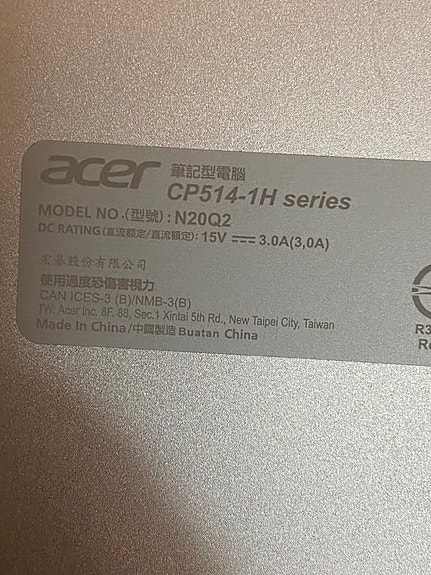 acer 筆記型電腦
CP514-1H series
MODEL NO.(型號): N20Q2
DC RATING(直流額定/直流额定): 15V ⎓ 3.0A(3,0A)
宏碁股份有限公司
使用過度恐傷害視力
CAN ICES-3 (B)/NMB-3(B)
TW: Acer Inc. 8F. 88, Sec.1 Xintai 5th Rd., New Taipei City, Taiwan
Made In China/中國製造 Buatan China
R3